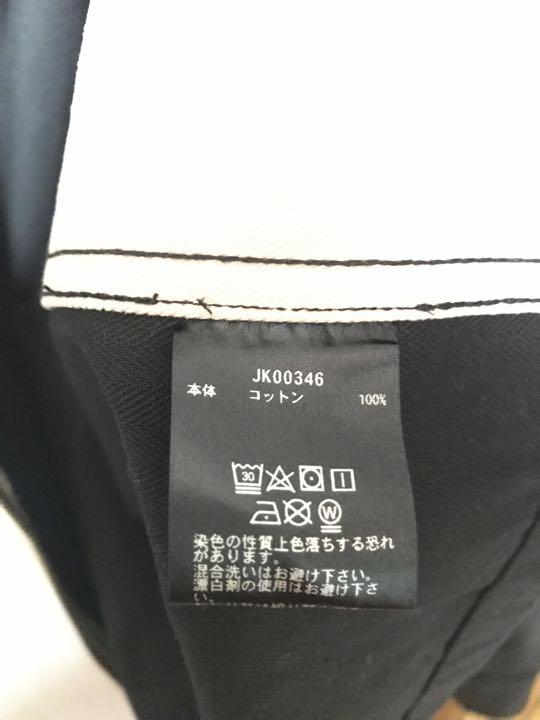 JK00346
本体 コットン 100%
30
W
染色の性質上色落ちする恐れ
があります。
混合洗いはお避け下さい。
漂白剤の使用はお避け下さ
い。